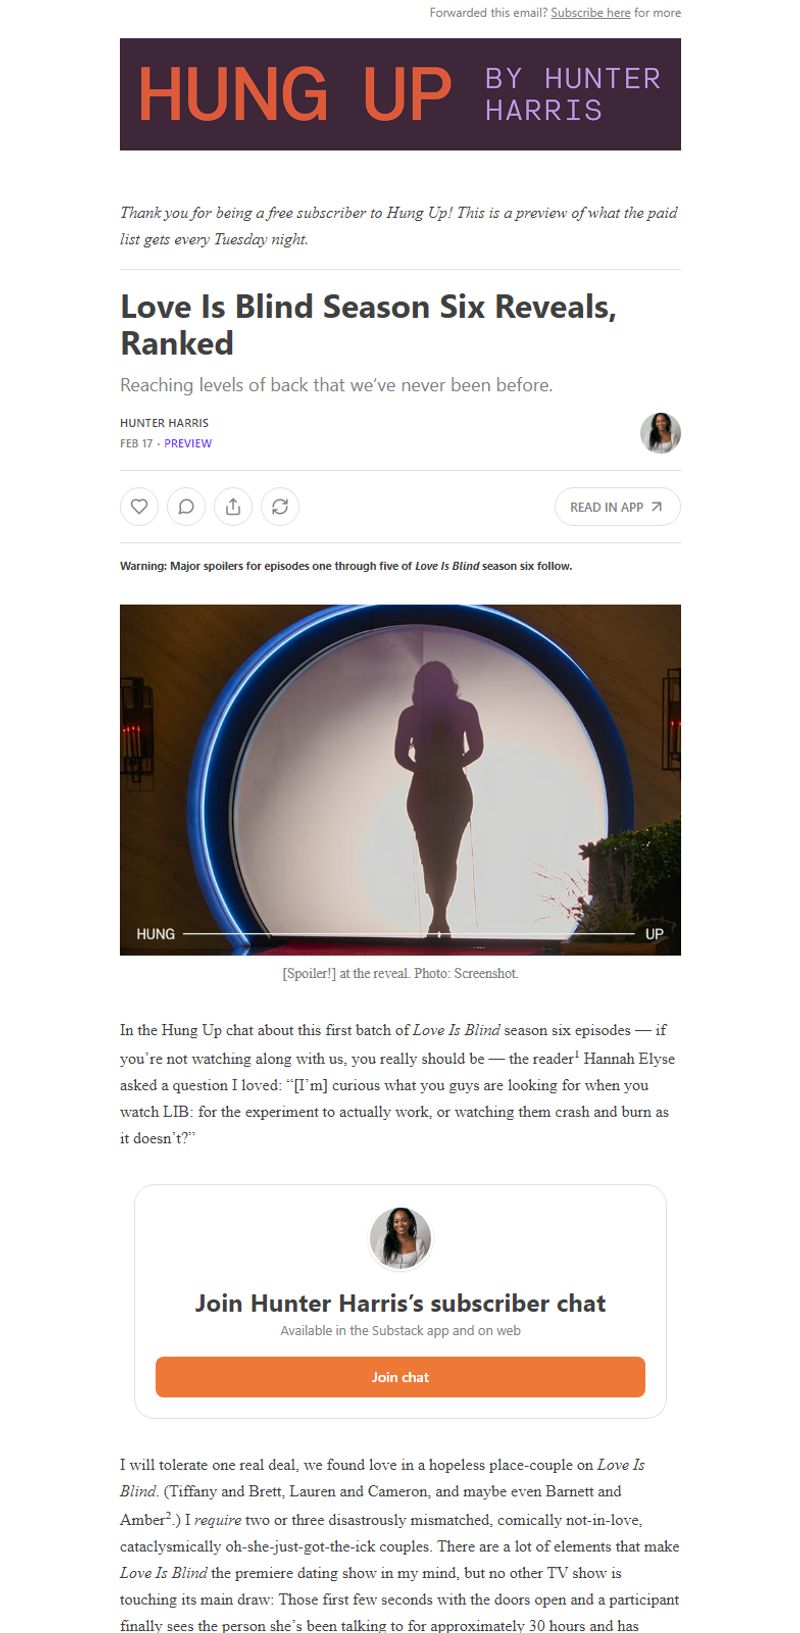 Forwarded this email? Subscribe here for more
HUNG UP BY HUNTER
HARRIS
Thank you for being a free subscriber to Hung Up! This is a preview of what the paid
list gets every Tuesday night.
Love Is Blind Season Six Reveals,
Ranked
Reaching levels of back that we’ve never been before.
HUNTER HARRIS
FEB 17 • PREVIEW
READ IN APP
Warning: Major spoilers for episodes one through five of Love Is Blind season six follow.
HUNG UP
[Spoiler!] at the reveal. Photo: Screenshot.
In the Hung Up chat about this first batch of Love Is Blind season six episodes — if
you’re not watching along with us, you really should be — the reader1 Hannah Elyse
asked a question I loved: “[I’m] curious what you guys are looking for when you
watch LIB: for the experiment to actually work, or watching them crash and burn as
it doesn’t?”
Join Hunter Harris’s subscriber chat
Available in the Substack app and on web
Join chat
I will tolerate one real deal, we found love in a hopeless place-couple on Love Is
Blind. (Tiffany and Brett, Lauren and Cameron, and maybe even Barnett and
Amber2.) I require two or three disastrously mismatched, comically not-in-love,
cataclysmically oh-she-just-got-the-ick couples. There are a lot of elements that make
Love Is Blind the premiere dating show in my mind, but no other TV show is
touching its main draw: Those first few seconds with the doors open and a participant
finally sees the person she’s been talking to for approximately 30 hours and has